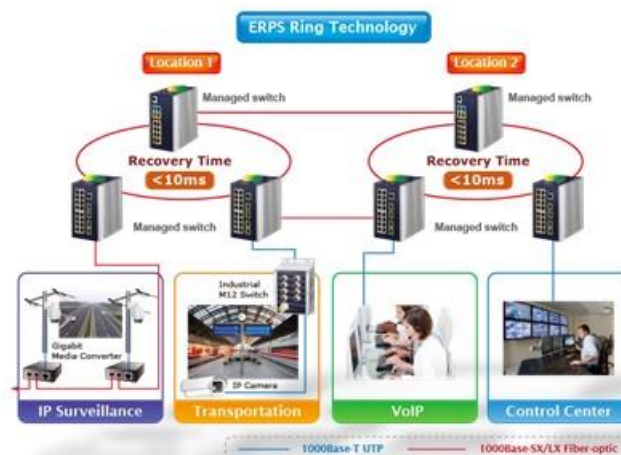 ERPS Ring Technology
Location 1
Location 2
Managed switch
Managed switch
Recovery Time
<10ms
Recovery Time
<10ms
Managed switch
Managed switch
Industrial
M12 Switch
Gigabit
Media Converter
IP Camera
IP Surveillance
Transportation
VoIP
Control Center
1000Base-T UTP
1000Base-SX/LX Fiber-optic